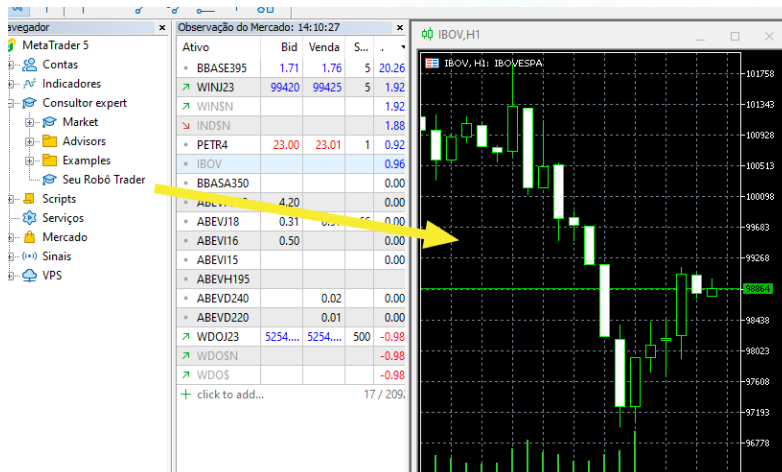 avegador
MetaTrader 5
Contas
Indicadores
Consultor expert
Market
Advisors
Examples
Seu Robô Trader
Scripts
Serviços
Mercado
Sinais
VPS
Observação do Mercado: 14:10:27
Ativo Bid Venda S... .
BBASE395 1.71 1.76 5 20.26
WINJ23 99420 99425 5 1.92
WIN$N 1.92
IND$N 1.88
PETR4 23.00 23.01 1 0.92
IBOV 0.96
BBASA350 0.00
4.20 0.00
ABEVJ18 0.31 0.00
ABEVI16 0.50 0.00
ABEVI15 0.00
ABEVH195
ABEVD240 0.02 0.00
ABEVD220 0.01 0.00
WDOJ23 5254.... 5254.... 500 -0.98
WDO$N -0.98
WDO$ -0.98
click to add... 17 / 209
IBOV,H1
IBOV, H1: IBOVESPA
101758
101343
100928
100513
100098
99683
99268
98864
98438
98023
97608
97193
96778